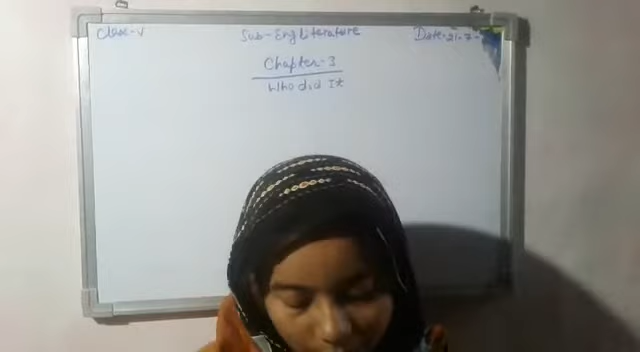 Class-V Sub-Eng Literature Date-21-7-
Chapter-3
Who did It